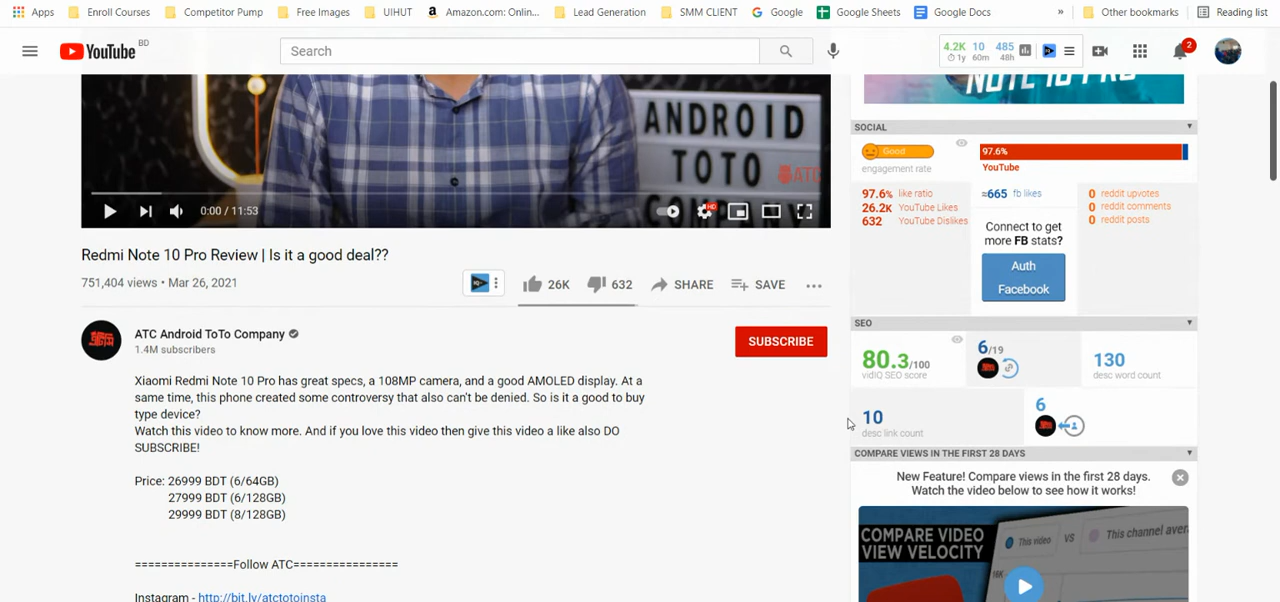 Apps Enroll Courses Competitor Pump Free Images UIHUT Amazon.com: Onlin... Lead Generation SMM CLIENT Google Google Sheets Google Docs » Other bookmarks Reading list
YouTube BD
Search
4.2K 10 485
1y 60m 48h
2
ANDROID
TOTO
ATC
0:00 / 11:53
HD
Redmi Note 10 Pro Review | Is it a good deal??
751,404 views • Mar 26, 2021
26K 632 SHARE SAVE ...
ATC Android ToTo Company
1.4M subscribers
SUBSCRIBE
Xiaomi Redmi Note 10 Pro has great specs, a 108MP camera, and a good AMOLED display. At a
same time, this phone created some controversy that also can't be denied. So is it a good to buy
type device?
Watch this video to know more. And if you love this video then give this video a like also DO
SUBSCRIBE!
Price: 26999 BDT (6/64GB)
27999 BDT (6/128GB)
29999 BDT (8/128GB)
===============Follow ATC================
Instagram - http://bit.ly/atctotoinsta
NOTE 10 PRO
SOCIAL
Good
engagement rate
97.6%
YouTube
97.6% like ratio
26.2K YouTube Likes
632 YouTube Dislikes
≈665 fb likes
Connect to get
more FB stats?
Auth
Facebook
0 reddit upvotes
0 reddit comments
0 reddit posts
SEO
80.3/100
vidIQ SEO score
6/19
130
desc word count
10
desc link count
6
COMPARE VIEWS IN THE FIRST 28 DAYS
New Feature! Compare views in the first 28 days.
Watch the video below to see how it works!
COMPARE VIDEO
VIEW VELOCITY
This video VS This channel aver